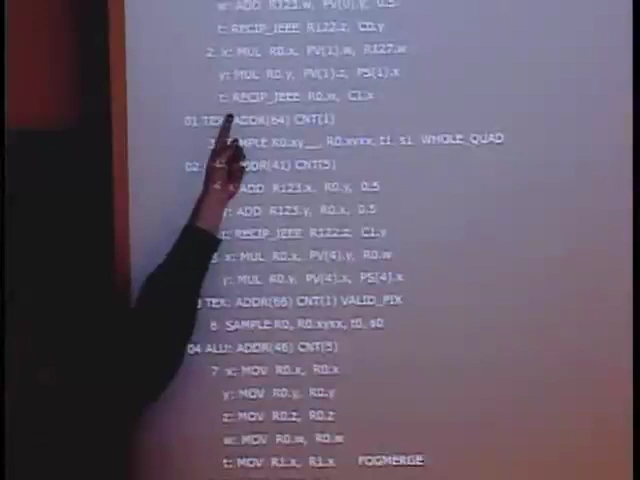 w: ADD R123.w, PV(0).y, 0.5
t: RECIP_IEEE R122.z, C0.y
2 x: MUL R0.x, PV(1).w, R127.w
y: MUL R0.y, PV(1).z, PS(1).x
t: RECIP_IEEE R0.w, C1.x
01 TEX: ADDR(64) CNT(1)
R0.xy__, R0.xyxx, t1, s1 WHOLE_QUAD
02 ADDR(41) CNT(5)
4 ADD R123.x, R0.y, 0.5
ADD R123.y, R0.x, 0.5
t: RECIP_IEEE R122.z, C1.y
x: MUL R0.x, PV(4).y, R0.w
y: MUL R0.y, PV(4).x, PS(4).x
TEX: ADDR(66) CNT(1) VALID_PIX
6 SAMPLE R0, R0.xyxx, t0, s0
04 ALU: ADDR(46) CNT(5)
7 x: MOV R0.x, R0.x
y: MOV R0.y, R0.y
z: MOV R0.z, R0.z
w: MOV R0.w, R0.w
t: MOV R1.x, R1.x FOGMERGE